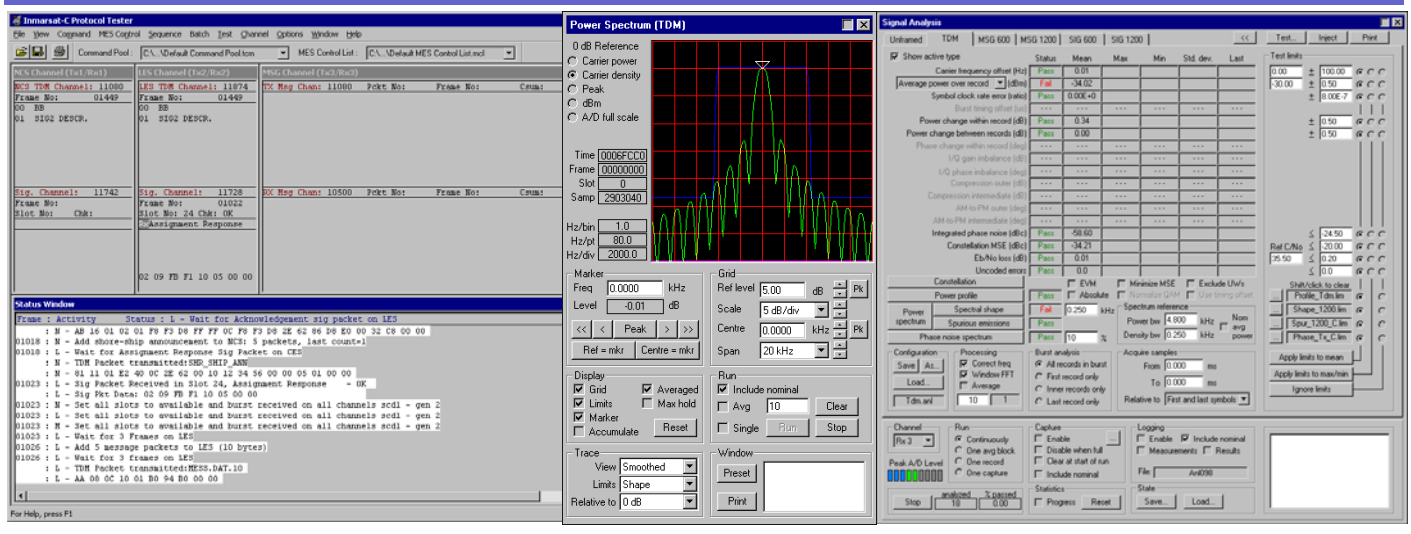 Inmarsat-C Protocol Tester
File View Command MES Control Sequence Batch Test Channel Options Window Help
Command Pool: C:\...\Default Command Pool.tcm MES Control List: C:\...\Default MES Control List.mcl
NCS Channel (Tx1/Rx1) LES Channel (Tx2/Rx2) MSG Channel (Tx3/Rx3)
NCS TDM Channel: 11080 LES TDM Channel: 11874 TX Msg Chan: 11080 Pckt No: Frame No: Csum:
Frame No: 01449 Frame No: 01449
00 BB 00 BB
01 SIG2 DESCR. 01 SIG2 DESCR.
Sig. Channel: 11742 Sig. Channel: 11728 RX Msg Chan: 10500 Pckt No: Frame No: Csum:
Frame No: Frame No: 01022
Slot No: Chk: Slot No: 24 Chk: OK
Assignment Response
02 09 FB F1 10 05 00 00
Status Window
Frame : Activity Status : L - Wait for Acknowledgement sig packet on LES
: N - AB 16 01 02 01 F8 F3 D8 FF FF 0C F8 F3 D8 2E 62 86 D8 E0 00 32 C8 00 00
01018 : N - Add shore-ship announcement to NCS: 5 packets, last count=1
01018 : L - Wait for Assignment Response Sig Packet on CES
: N - TDM Packet transmitted:SHR_SHIP_ANN
: N - 81 11 01 E2 40 0C 2E 62 00 10 12 34 56 00 00 05 01 00 00
01023 : L - Sig Packet Received in Slot 24, Assignment Response - OK
: L - Sig Pkt Data: 02 09 FB F1 10 05 00 00
01023 : N - Set all slots to available and burst received on all channels scdl - gen 2
01023 : L - Set all slots to available and burst received on all channels scdl - gen 2
01023 : M - Set all slots to available and burst received on all channels scdl - gen 2
01023 : L - Wait for 3 Frames on LES
01026 : L - Add 5 message packets to LES (10 bytes)
01026 : L - Wait for 3 frames on LES
: L - TDM Packet transmitted:MESS.DAT.10
: L - AA 08 0C 10 01 B0 94 B0 00 00
For Help, press F1
Power Spectrum (TDM)
0 dB Reference
Carrier power
Carrier density
Peak
dBm
A/D full scale
Time 0006FCC0
Frame 00000000
Slot 0
Samp 2903040
Hz/bin 1.0
Hz/pt 80.0
Hz/div 2000.0
Marker Grid
Freq 0.0000 kHz Ref level 5.00 dB Pk
Level -0.01 dB Scale 5 dB/div
<< < Peak > >> Centre 0.0000 kHz Pk
Ref = mkr Centre = mkr Span 20 kHz
Display Run
Grid Averaged Include nominal
Limits Max hold Avg 10 Clear
Marker
Accumulate Reset Single Run Stop
Trace Window
View Smoothed Preset
Limits Shape
Relative to 0 dB Print
Signal Analysis
Unframed TDM MSG 600 MSG 1200 SIG 600 SIG 1200 << Test... Inject Print
Show active type Status Mean Max Min Std. dev. Last Test limits
Carrier frequency offset (Hz) Pass 0.01 0.00 ± 100.00
Average power over record (dBm) Fail -34.02 -30.00 ± 0.50
Symbol clock rate error (ratio) Pass 0.00E+0 ± 8.00E-7
Burst timing offset (us) --- --- --- --- --- ---
Power change within record (dB) Pass 0.34 ± 0.50
Power change between records (dB) Pass 0.00 ± 0.50
Phase change within record (deg) --- --- --- --- --- ---
I/Q gain imbalance (dB) --- --- --- --- --- ---
I/Q phase imbalance (deg) --- --- --- --- --- ---
Compression outer (dB) --- --- --- --- --- ---
Compression intermediate (dB) --- --- --- --- --- ---
AM-to-PM outer (deg) --- --- --- --- --- ---
AM-to-PM intermediate (deg) --- --- --- --- --- ---
Integrated phase noise (dBc) Pass -58.60 ≤ -24.50
Constellation MSE (dBc) Pass -34.21 Ref C/No ≤ -20.00
Eb/No loss (dB) Pass 0.01 35.50 ≤ 0.20
Uncoded errors Pass 0.0 ≤ 0.0
Constellation EVM Minimize MSE Exclude UWs Shift/click to clear
Power profile Pass Absolute Normalize QAM Use timing offset ... Profile_Tdm.lim
Power spectrum Spectral shape Fail 0.250 kHz Spectrum reference ... Shape_1200.lim
Spurious emissions Pass Power bw 4.800 kHz Nom avg power ... Spur_1200_C.lim
Phase noise spectrum Pass 10 % Density bw 0.250 kHz ... Phase_Tx_C.lim
Configuration Processing Burst analysis Acquire samples Apply limits to mean
Save As... Correct freq All records in burst From 0.000 ms
Load... Window FFT First record only Apply limits to max/min
Average Inner records only To 0.000 ms
Tdm.anl 10 1 Last record only Relative to First and last symbols Ignore limits
Channel Run Capture Logging
Rx 3 Continuously Enable ... Enable Include nominal
One avg block Disable when full Measurements Results
Peak A/D Level One record Clear at start of run
One capture Include nominal File Anl098
Statistics State
Stop analyzed 18 % passed 0.00 Progress Reset Save... Load...